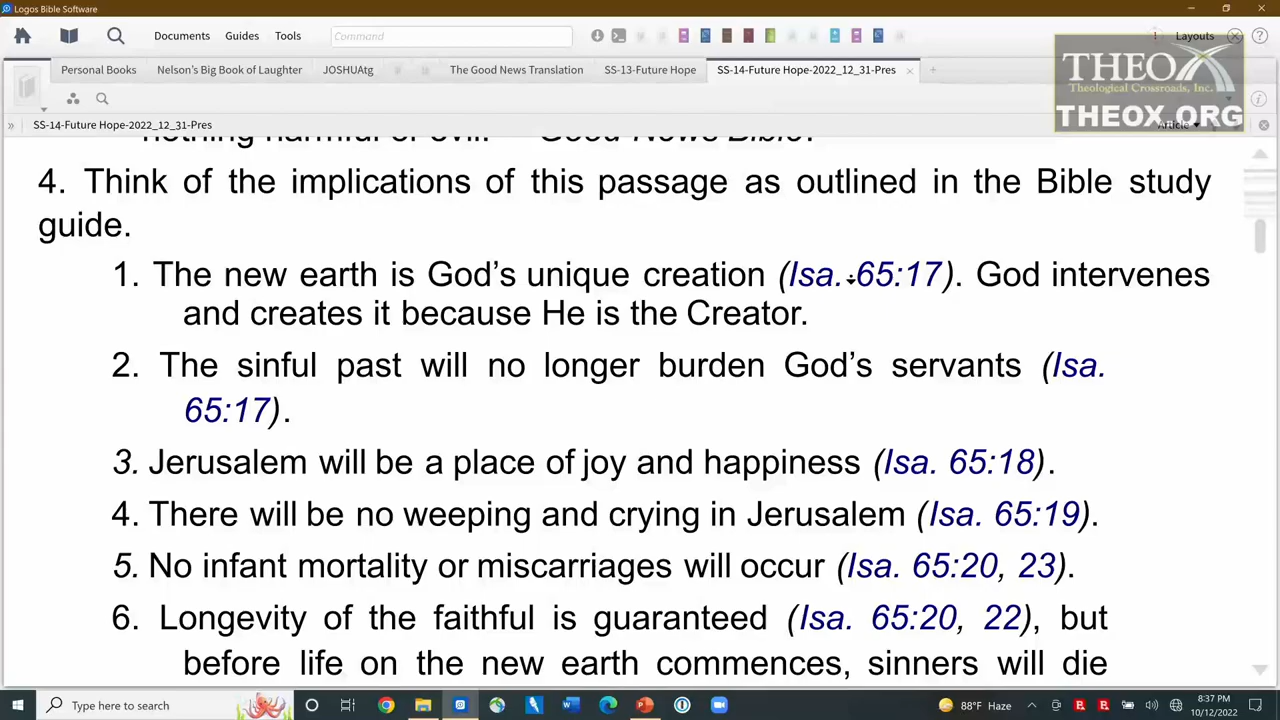 Logos Bible Software
Documents Guides Tools Command Layouts
Personal Books Nelson's Big Book of Laughter JOSHUAtg The Good News Translation SS-13-Future Hope SS-14-Future Hope-2022_12_31-Pres
THEOX
Theological Crossroads, Inc.
THEOX.ORG
SS-14-Future Hope-2022_12_31-Pres Article
nothing harmful or evil." Good News Bible.
4. Think of the implications of this passage as outlined in the Bible study
guide.
1. The new earth is God's unique creation (Isa. 65:17). God intervenes
and creates it because He is the Creator.
2. The sinful past will no longer burden God's servants (Isa.
65:17).
3. Jerusalem will be a place of joy and happiness (Isa. 65:18).
4. There will be no weeping and crying in Jerusalem (Isa. 65:19).
5. No infant mortality or miscarriages will occur (Isa. 65:20, 23).
6. Longevity of the faithful is guaranteed (Isa. 65:20, 22), but
before life on the new earth commences, sinners will die
Type here to search 88°F Haze 8:37 PM
10/12/2022